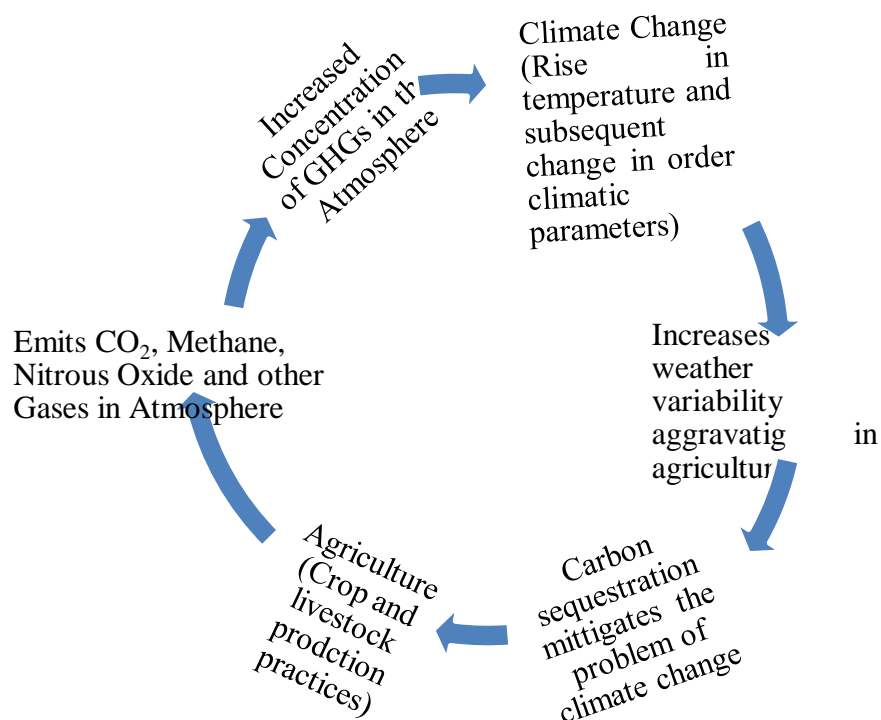 Increased
Concentration
of GHGs in th
Atmosphere
Climate Change
(Rise in
temperature and
subsequent
change in order
climatic
parameters)
Increases
weather
variability
aggravatig in
agricultur
Carbon
sequestration
mittigates the
problem of
climate change
Agriculture
(Crop and
livestock
prodction
practices)
Emits CO₂, Methane,
Nitrous Oxide and other
Gases in Atmosphere